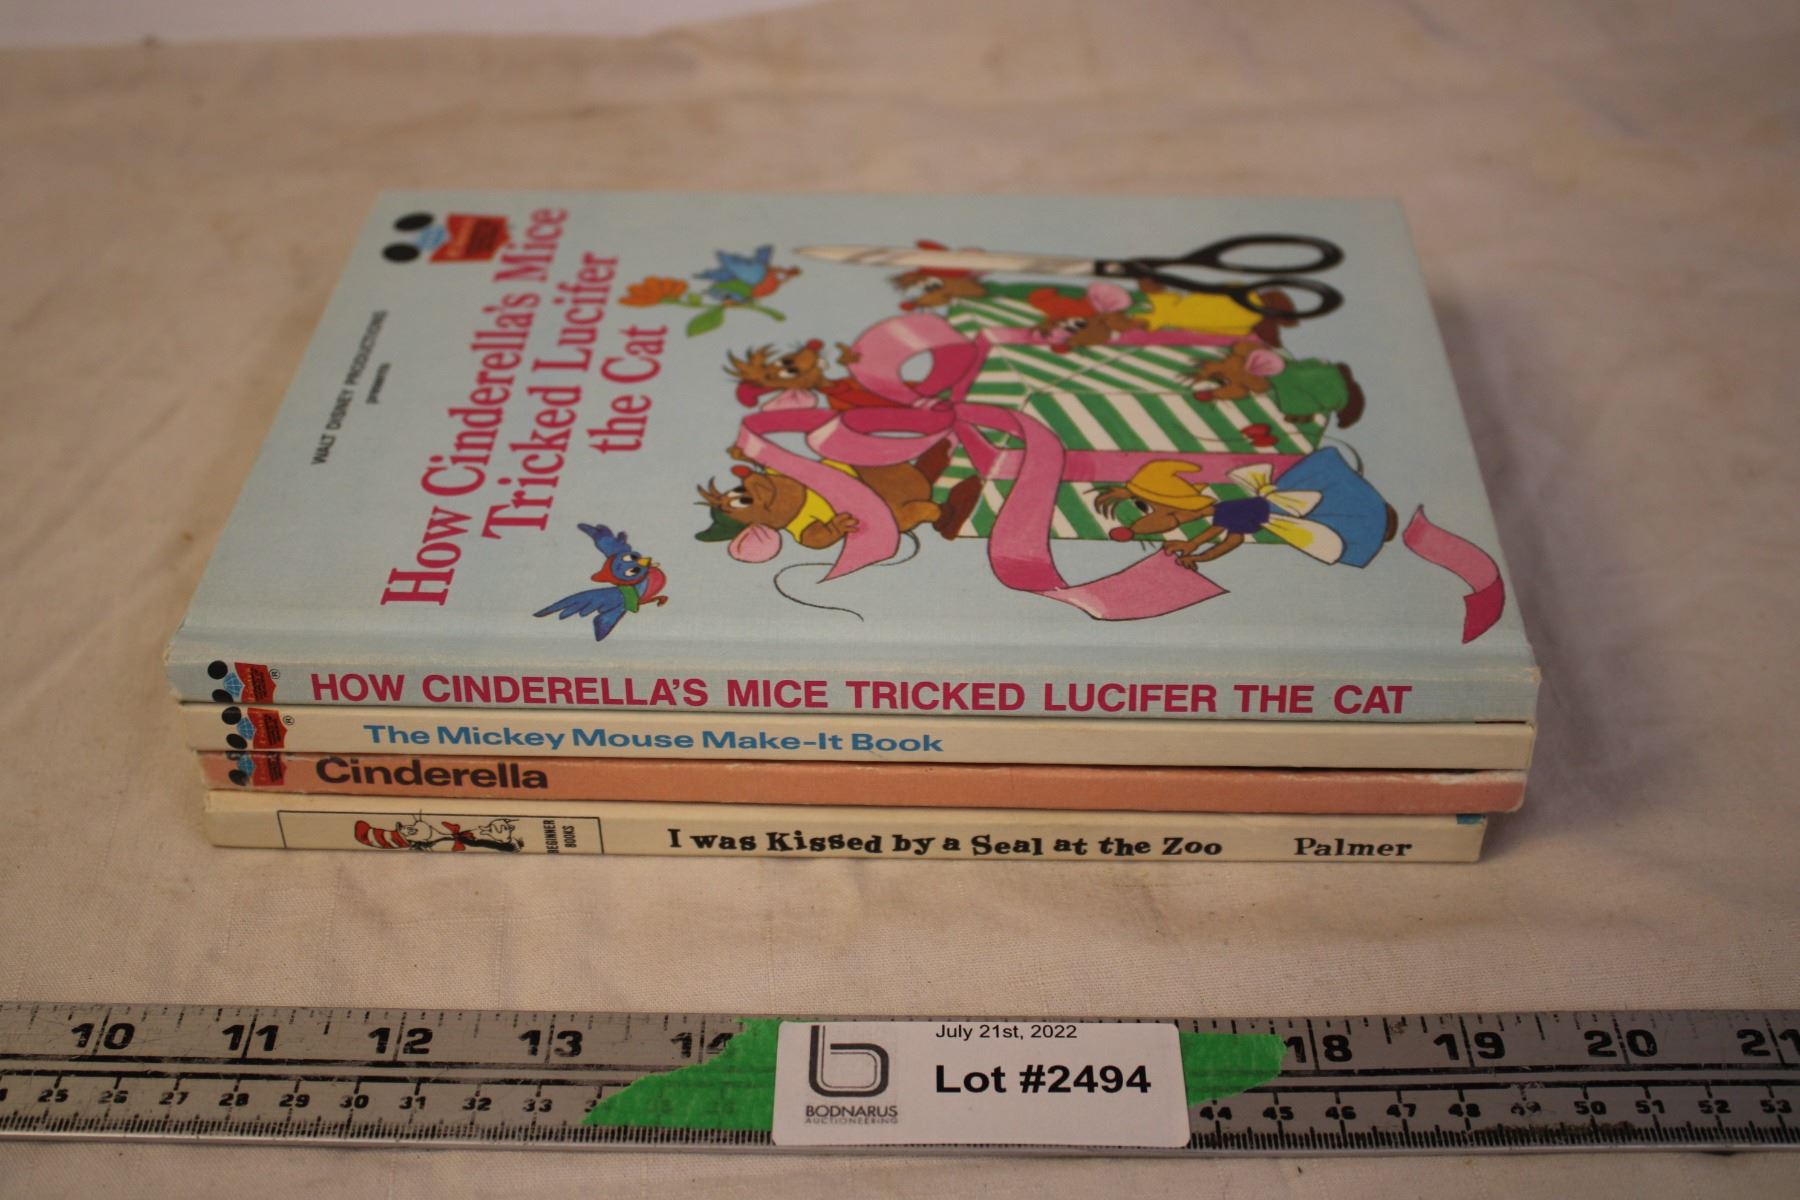 WALT DISNEY PRODUCTIONS
presents
How Cinderella's Mice
Tricked Lucifer
the Cat
HOW CINDERELLA'S MICE TRICKED LUCIFER THE CAT
The Mickey Mouse Make-It Book
Cinderella
BEGINNER
BOOKS
I was Kissed by a Seal at the Zoo Palmer
10 11 12 13 14 18 19 20 21
July 21st, 2022
Lot #2494
BODNARUS
AUCTIONEERING
25 26 27 28 29 30 31 32 33 44 45 46 47 48 49 50 51 52 53